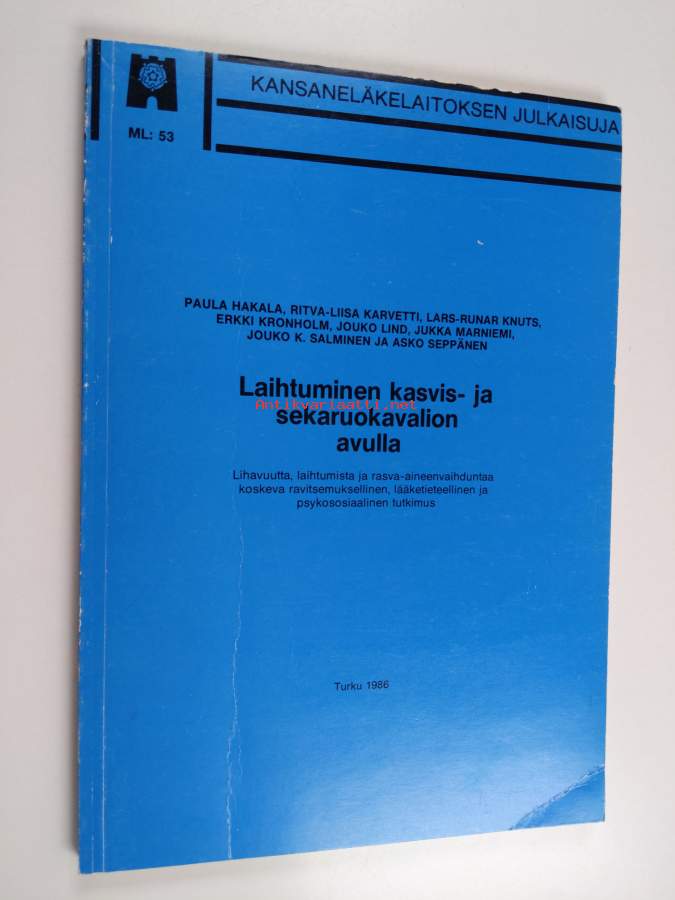 KANSANELÄKELAITOKSEN JULKAISUJA
ML: 53
PAULA HAKALA, RITVA-LIISA KARVETTI, LARS-RUNAR KNUTS,
ERKKI KRONHOLM, JOUKO LIND, JUKKA MARNIEMI,
JOUKO K. SALMINEN JA ASKO SEPPÄNEN
Laihtuminen kasvis- ja
Antikvariaatti.net
sekaruokavalion
avulla
Lihavuutta, laihtumista ja rasva-aineenvaihduntaa
koskeva ravitsemuksellinen, lääketieteellinen ja
psykososiaalinen tutkimus
Turku 1986